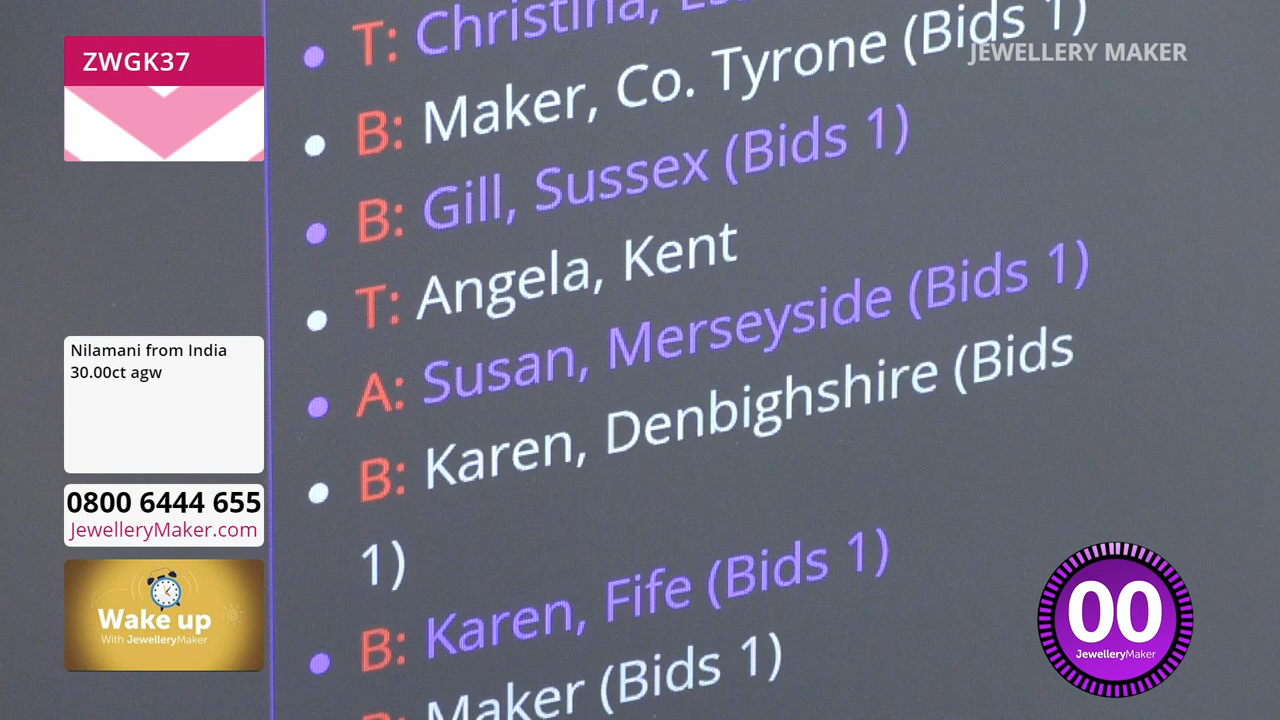 ZWGK37
JEWELLERY MAKER
T: Christina,
B: Maker, Co. Tyrone (Bids 1)
B: Gill, Sussex (Bids 1)
T: Angela, Kent
A: Susan, Merseyside (Bids 1)
B: Karen, Denbighshire (Bids
1)
B: Karen, Fife (Bids 1)
B: Maker (Bids 1)
Nilamani from India
30.00ct agw
0800 6444 655
JewelleryMaker.com
Wake up
With JewelleryMaker
00
JewelleryMaker